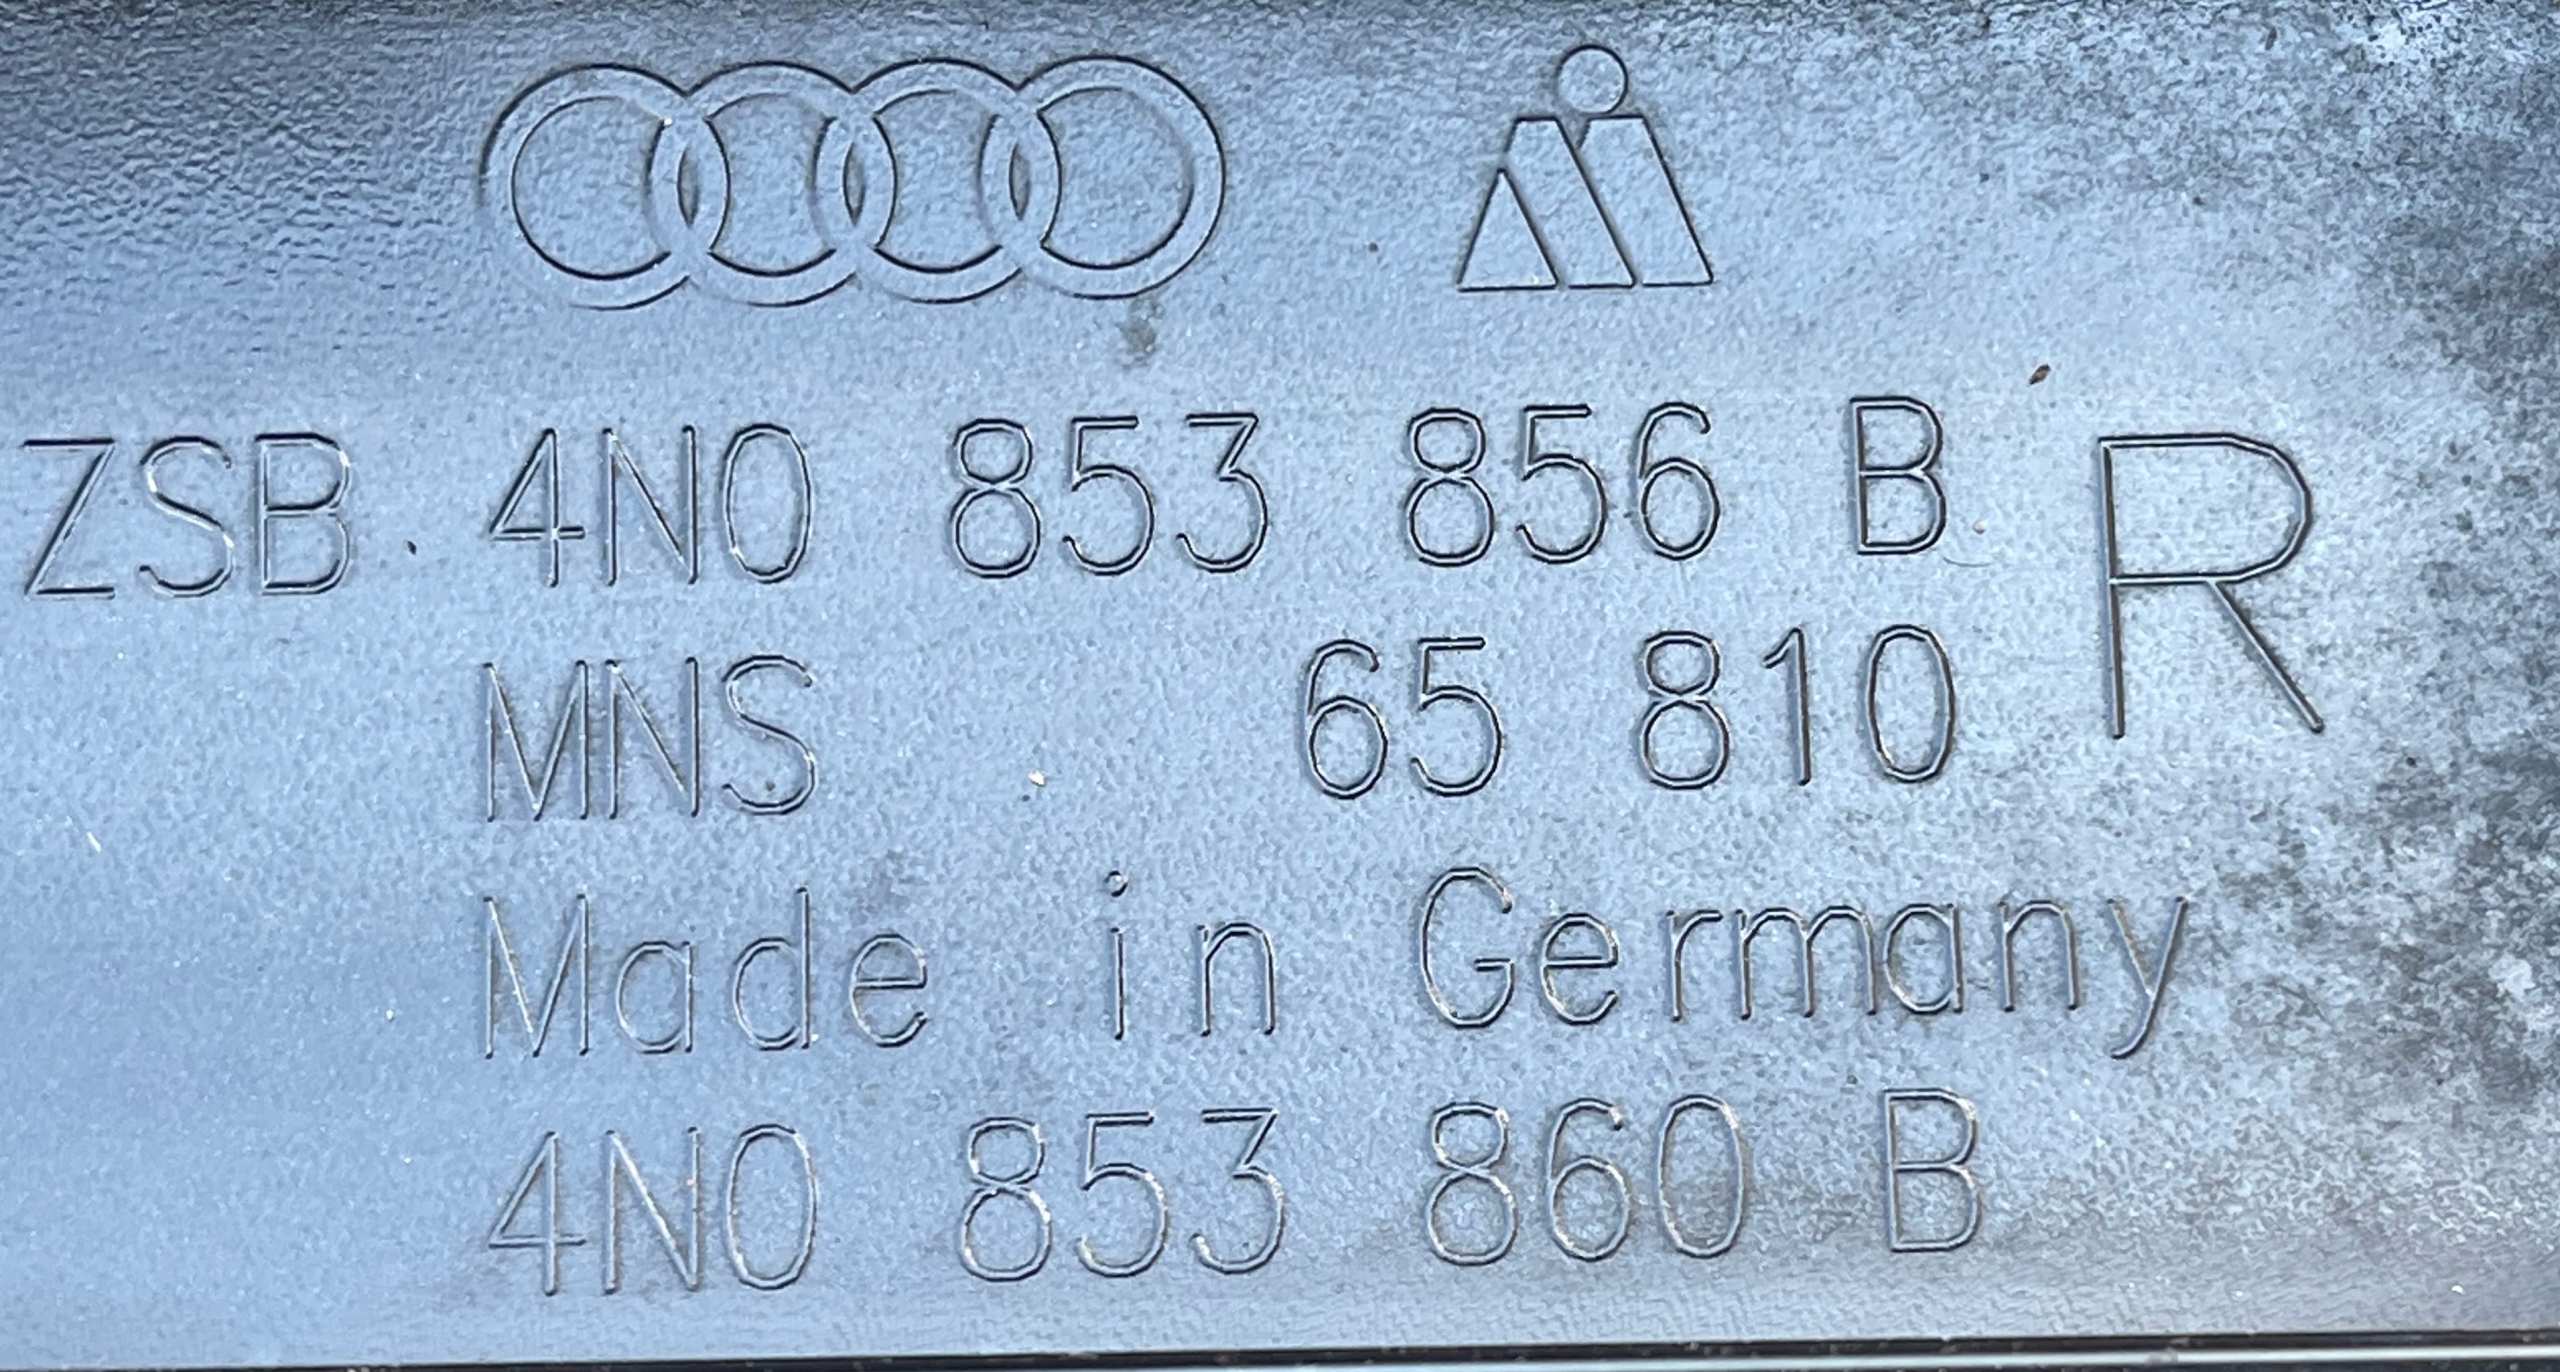 ZSB 4N0 853 856 B R
MNS 65 810
Made in Germany
4N0 853 860 B